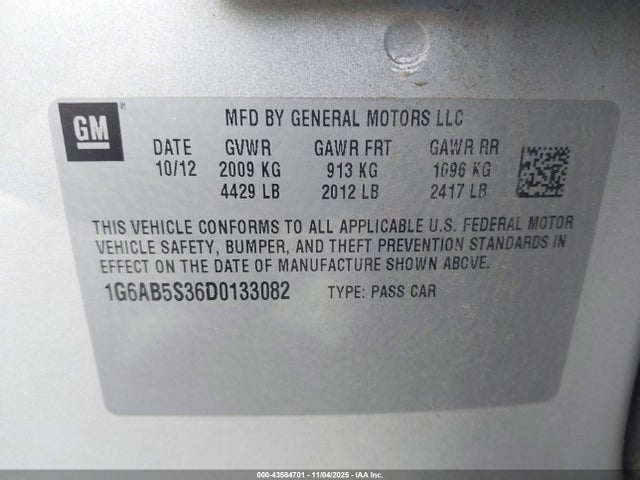 GM
MFD BY GENERAL MOTORS LLC
DATE GVWR GAWR FRT GAWR RR
10/12 2009 KG 913 KG 1096 KG
4429 LB 2012 LB 2417 LB
THIS VEHICLE CONFORMS TO ALL APPLICABLE U.S. FEDERAL MOTOR
VEHICLE SAFETY, BUMPER, AND THEFT PREVENTION STANDARDS IN
EFFECT ON THE DATE OF MANUFACTURE SHOWN ABOVE.
1G6AB5S36D0133082 TYPE: PASS CAR
000-43584701 - 11/04/2025 - IAA Inc.